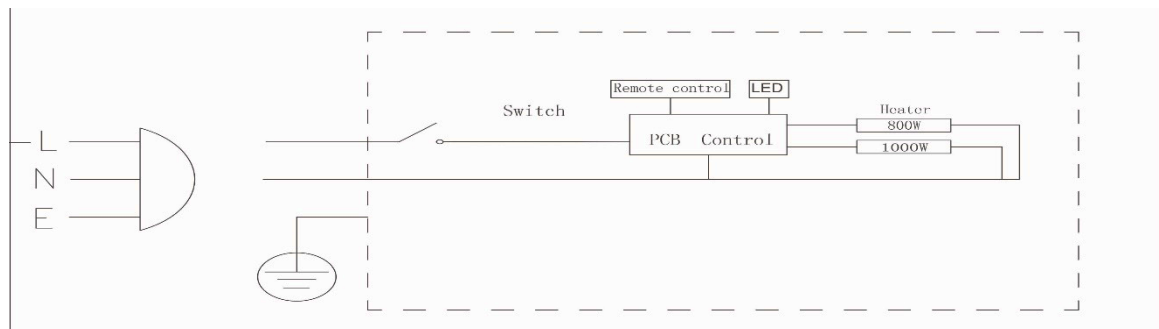 Remote control
LED
Switch
Heater
800W
L
PCB Control
1000W
N
E